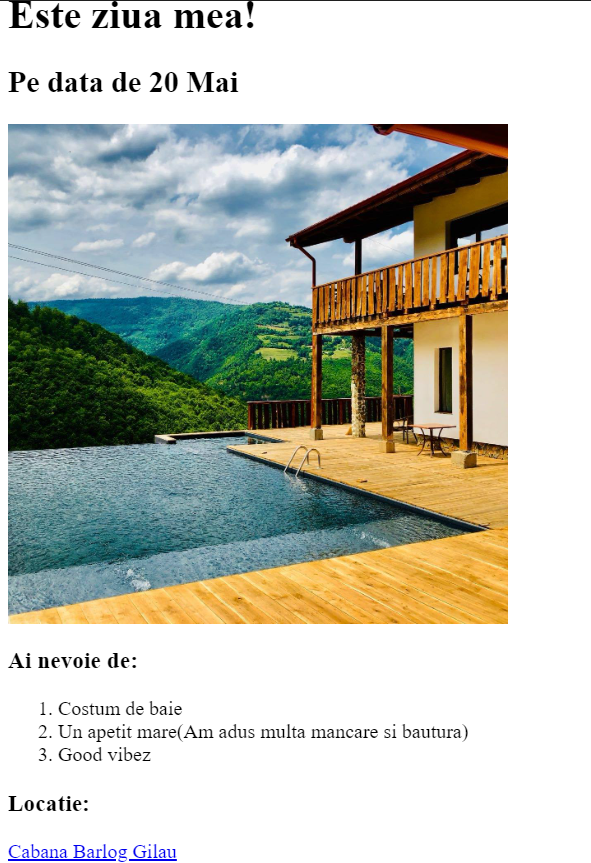 Este ziua mea!
Pe data de 20 Mai
Ai nevoie de:
1. Costum de baie
2. Un apetit mare(Am adus multa mancare si bautura)
3. Good vibez
Locatie:
Cabana Barlog Gilau